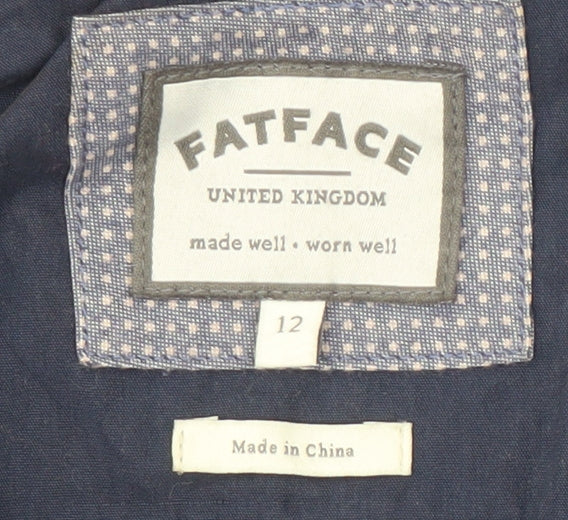 FATFACE
UNITED KINGDOM
made well • worn well
12
Made in China